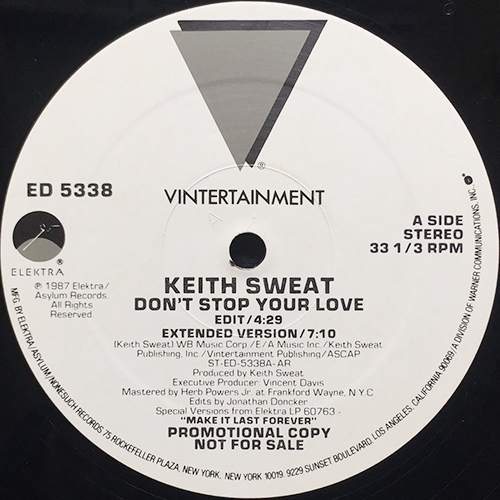 ®
VINTERTAINMENT
ED 5338
ELEKTRA ®
℗ 1987 Elektra/
Asylum Records.
All Rights
Reserved.
A SIDE
STEREO
33 1/3 RPM
KEITH SWEAT
DON'T STOP YOUR LOVE
EDIT/4:29
EXTENDED VERSION/7:10
(Keith Sweat) WB Music Corp./E/A Music Inc./Keith Sweat
Publishing, Inc./Vintertainment Publishing/ASCAP
ST-ED-5338A-AR
Produced by Keith Sweat
Executive Producer: Vincent Davis
Mastered by Herb Powers Jr. at Frankford Wayne, N.Y.C
Edits by Jonathan Doncker
Special Versions from Elektra LP 60763 -
"MAKE IT LAST FOREVER"
PROMOTIONAL COPY
NOT FOR SALE
MFG BY ELEKTRA/ASYLUM/NONESUCH RECORDS 75 ROCKEFELLER PLAZA, NEW YORK, NEW YORK 10019. 9229 SUNSET BOULEVARD LOS ANGELES, CALIFORNIA 90069/A DIVISION OF WARNER COMMUNICATIONS, INC.